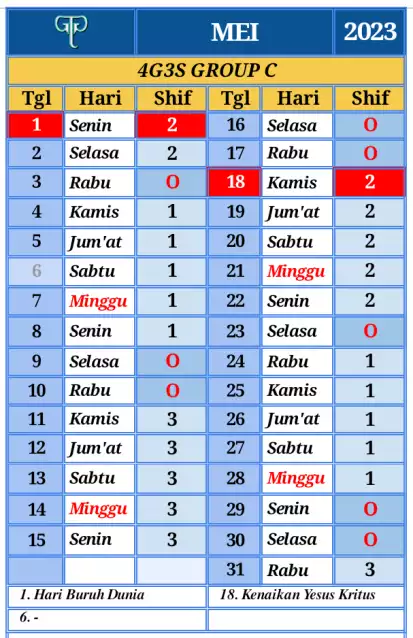 MEI 2023
4G3S GROUP C
Tgl Hari Shif Tgl Hari Shif
1 Senin 2 16 Selasa O
2 Selasa 2 17 Rabu O
3 Rabu O 18 Kamis 2
4 Kamis 1 19 Jum'at 2
5 Jum'at 1 20 Sabtu 2
6 Sabtu 1 21 Minggu 2
7 Minggu 1 22 Senin 2
8 Senin 1 23 Selasa O
9 Selasa O 24 Rabu 1
10 Rabu O 25 Kamis 1
11 Kamis 3 26 Jum'at 1
12 Jum'at 3 27 Sabtu 1
13 Sabtu 3 28 Minggu 1
14 Minggu 3 29 Senin O
15 Senin 3 30 Selasa O
31 Rabu 3
1. Hari Buruh Dunia 18. Kenaikan Yesus Kritus
6. -